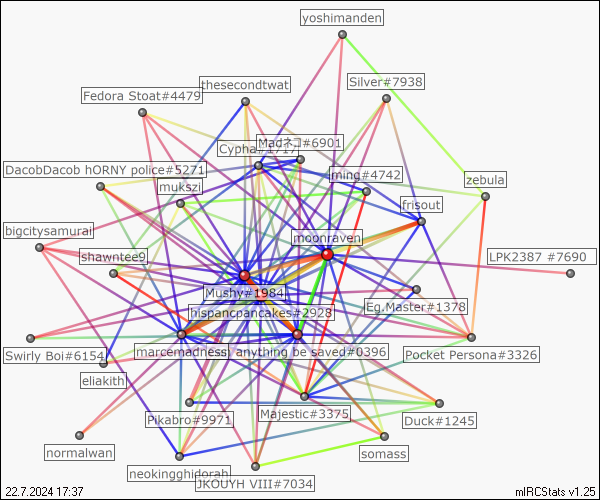 yoshimanden
thesecondtwat
Silver#7938
Fedora Stoat#4479
Cypha#1717
Madネコ#6901
DacobDacob hORNY police#5271
ming#4742
zebula
mukszi
frisout
bigcitysamurai
moonraven
shawntee9
LPK2387 #7690
Mushy#1984
Eg.Master#1378
hispancpancakes#2928
Swirly Boi#6154
marcemadness
anything be saved#0396
Pocket Persona#3326
eliakith
Pikabro#9971
Majestic#3375
Duck#1245
normalwan
somass
neokingghidorah
JKOUYH VIII#7034
22.7.2024 17:37
mIRCStats v1.25